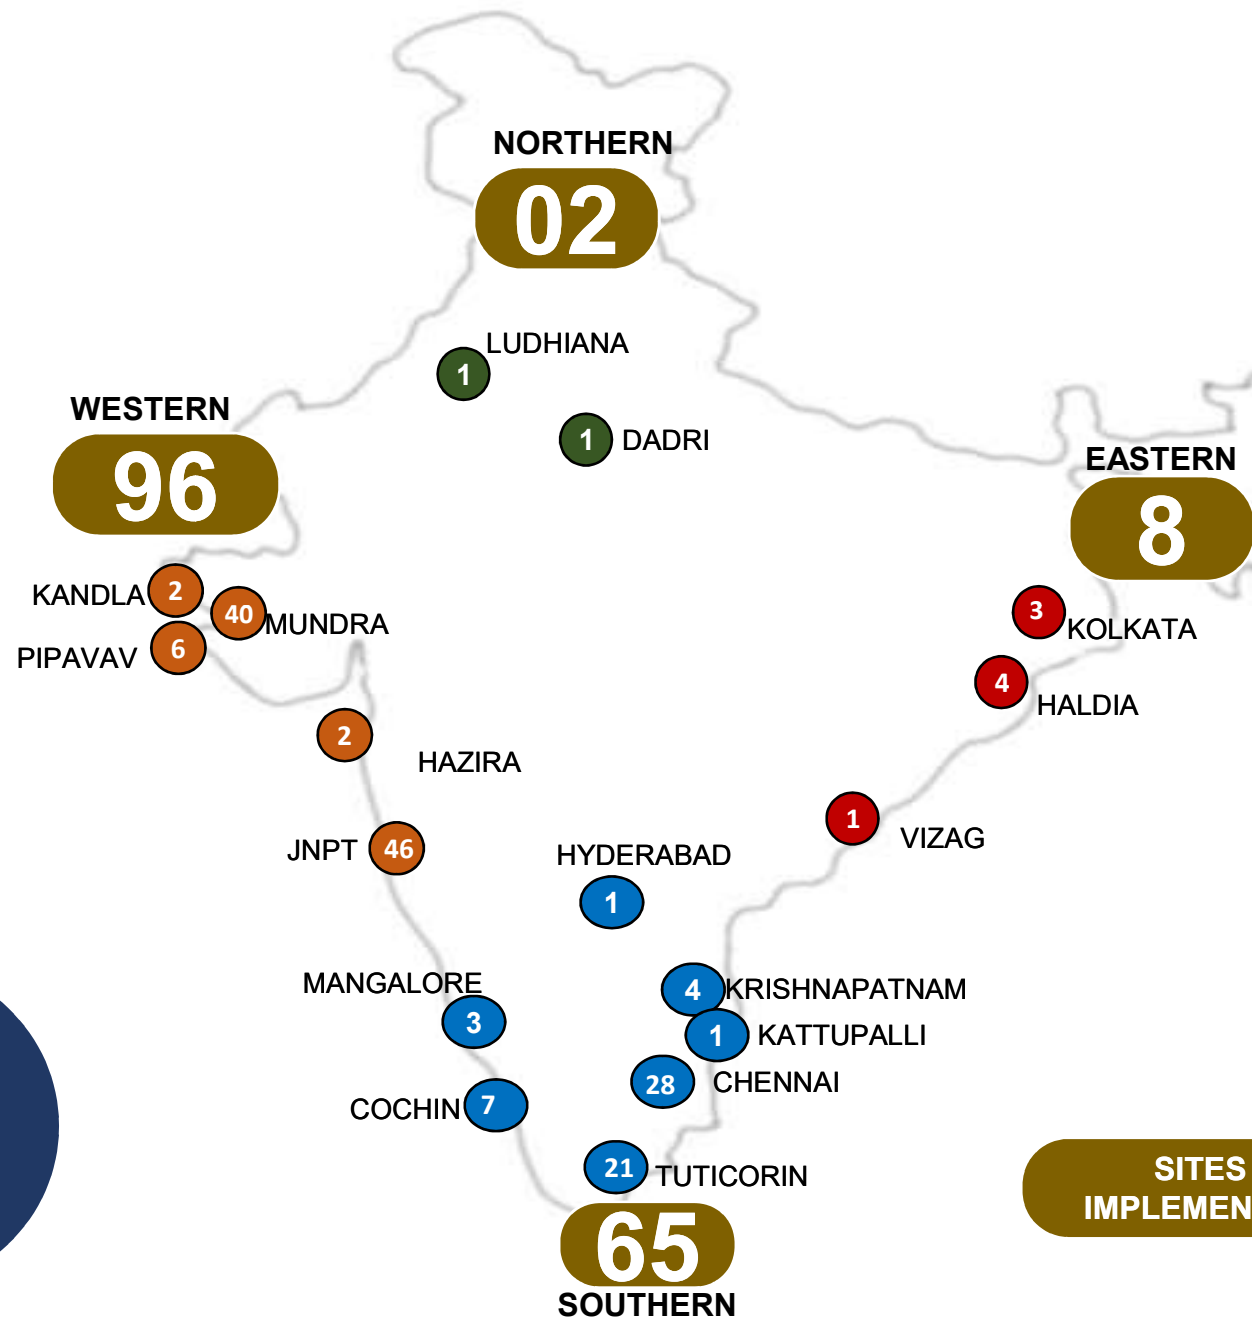 NORTHERN
02
LUDHIANA
1
1 DADRI
WESTERN
96
EASTERN
8
KANDLA 2
40 MUNDRA
PIPAVAV 6
3 KOLKATA
4 HALDIA
2 HAZIRA
JNPT 46
1 VIZAG
HYDERABAD
1
MANGALORE
3
4 KRISHNAPATNAM
1 KATTUPALLI
28 CHENNAI
COCHIN 7
21 TUTICORIN
65
SOUTHERN
SITES
IMPLEMEN